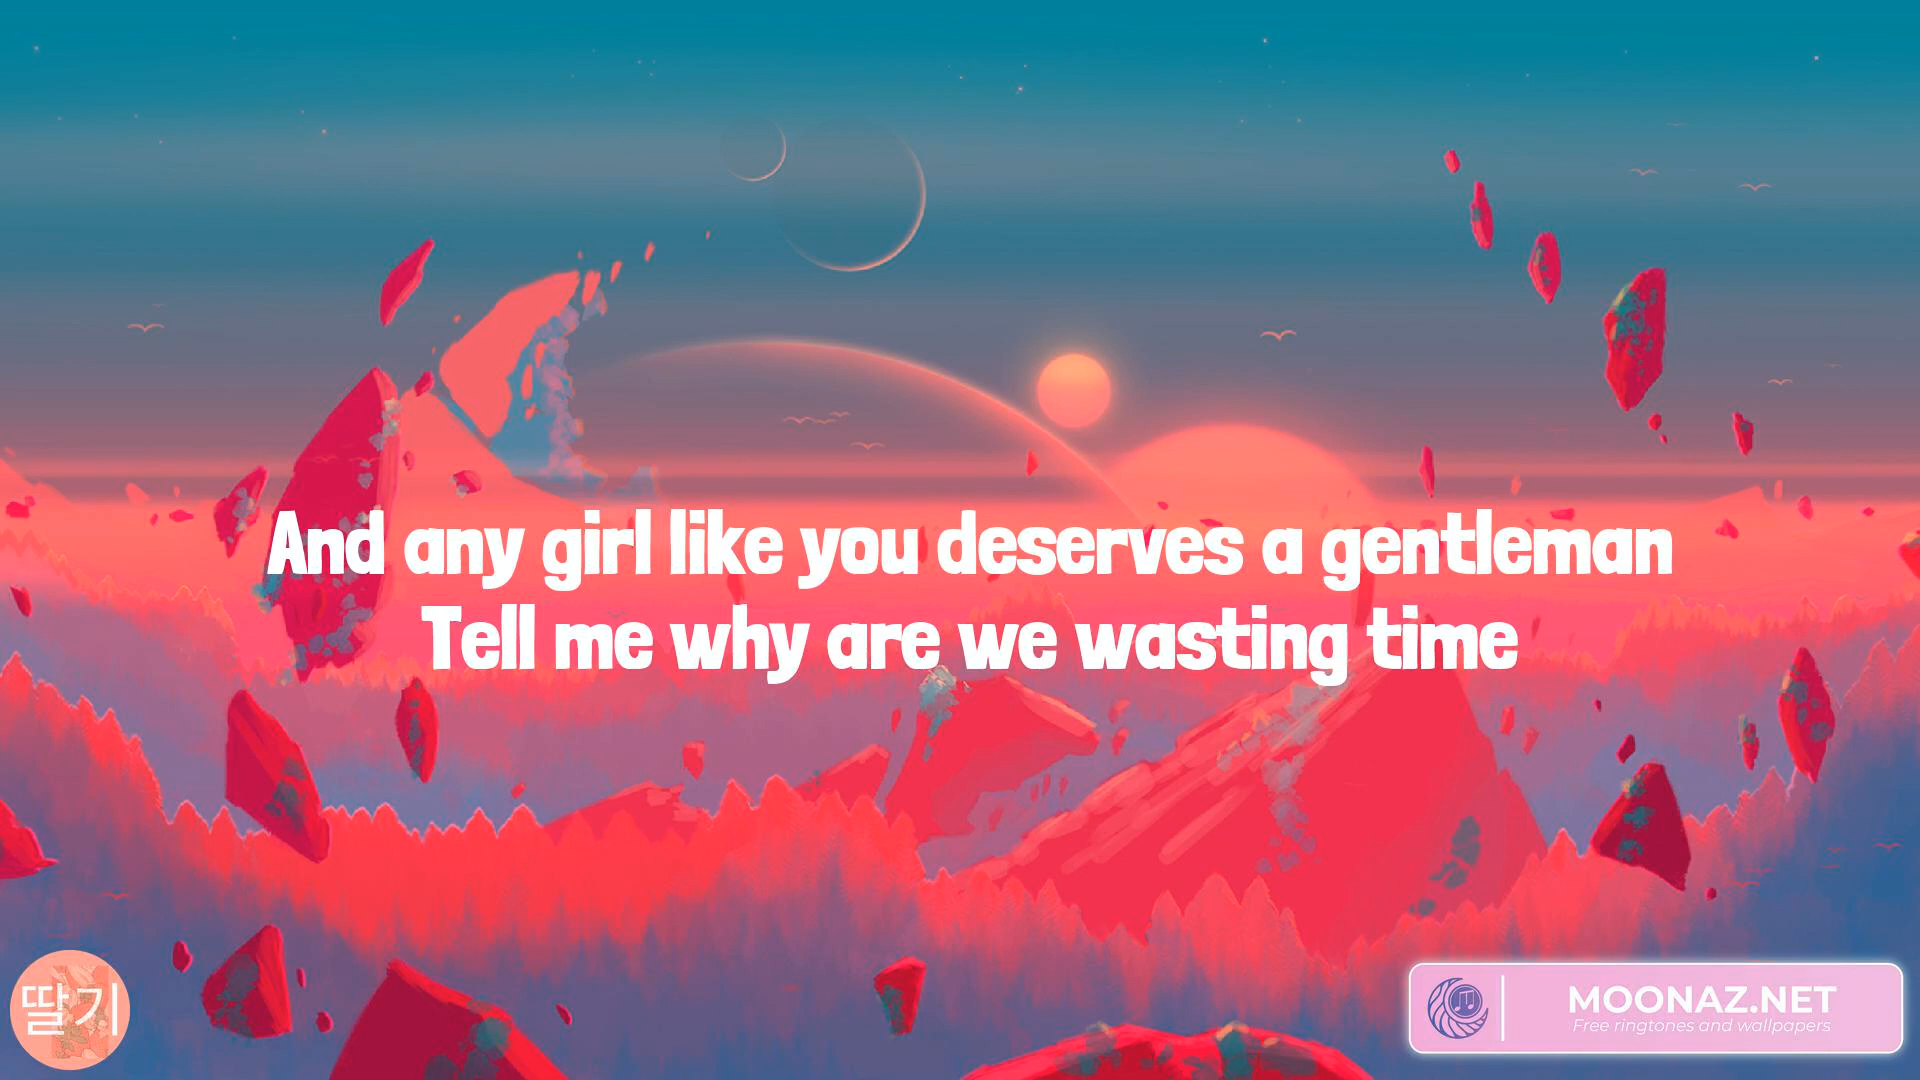 And any girl like you deserves a gentleman
Tell me why are we wasting time
딸기
MOONAZ.NET
Free ringtones and wallpapers